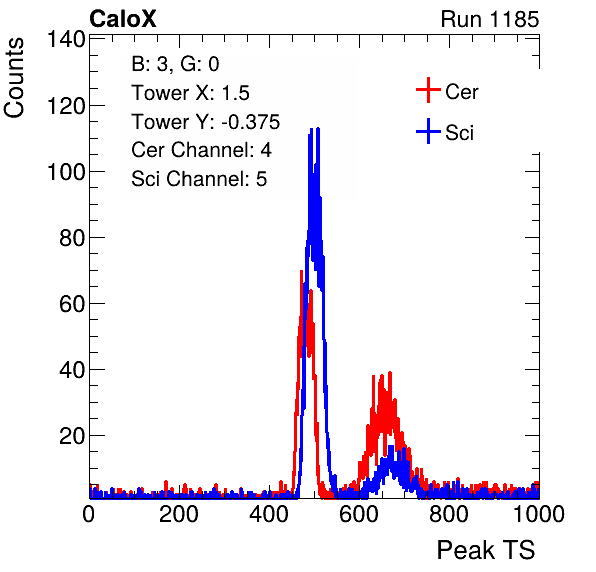 CaloX Run 1185
Counts
140
120
100
80
60
40
20
B: 3, G: 0
Tower X: 1.5
Tower Y: -0.375
Cer Channel: 4
Sci Channel: 5
Cer
Sci
0 200 400 600 800 1000
Peak TS